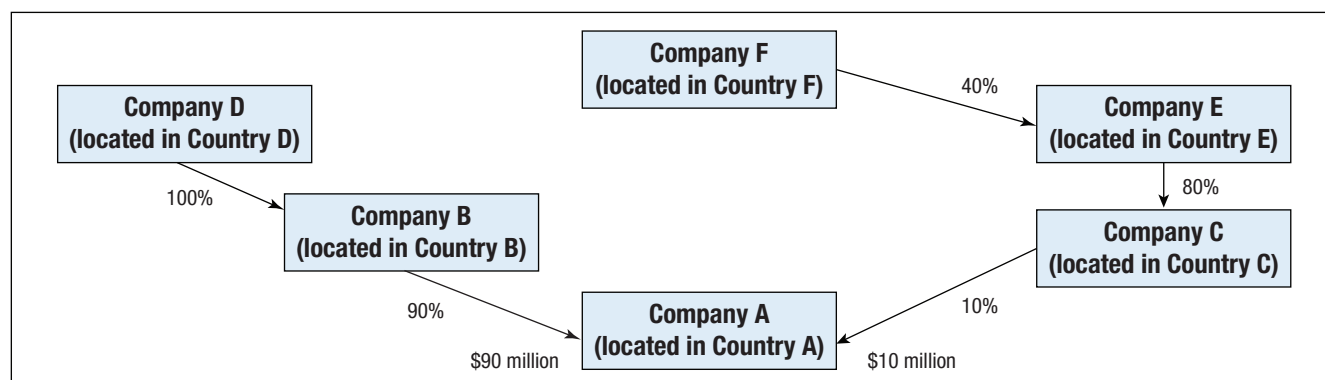 Company F
(located in Country F)
40%
Company D
(located in Country D)
Company E
(located in Country E)
100%
80%
Company B
(located in Country B)
Company C
(located in Country C)
90%
10%
Company A
(located in Country A)
$90 million
$10 million